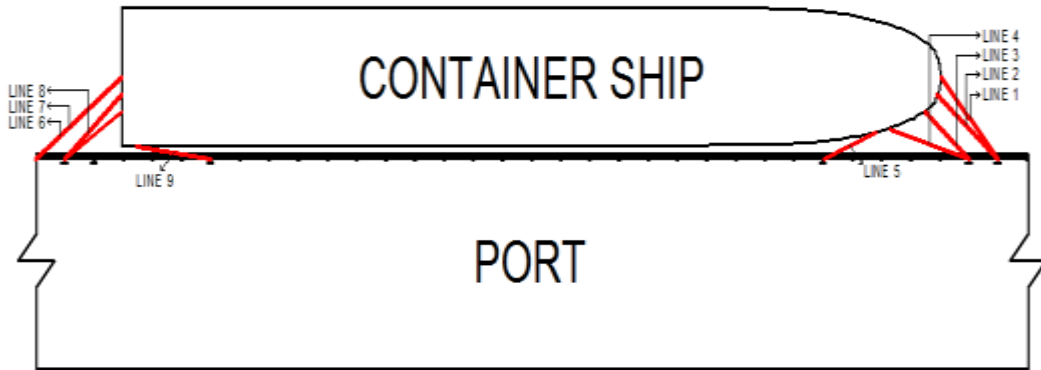 CONTAINER SHIP
LINE 4
LINE 3
LINE 2
LINE 1
LINE 8
LINE 7
LINE 6
LINE 9
LINE 5
PORT